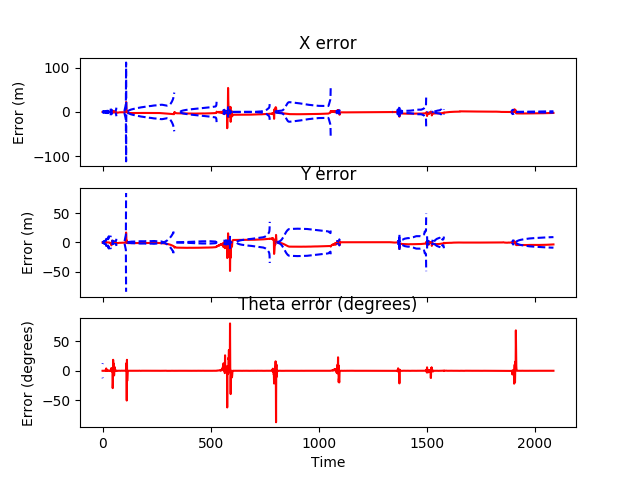 X error
Error (m)
100
0
−100
Y error
Error (m)
50
0
−50
Theta error (degrees)
Error (degrees)
50
0
−50
0
500
1000
1500
2000
Time